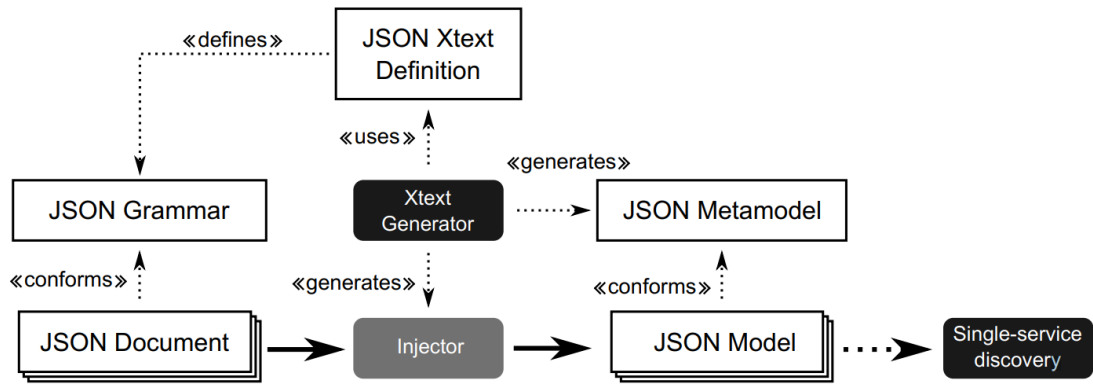 «defines»
JSON Xtext
Definition
«uses»
«generates»
JSON Grammar
Xtext
Generator
JSON Metamodel
«conforms»
«generates»
«conforms»
JSON Document
Injector
JSON Model
Single-service
discovery